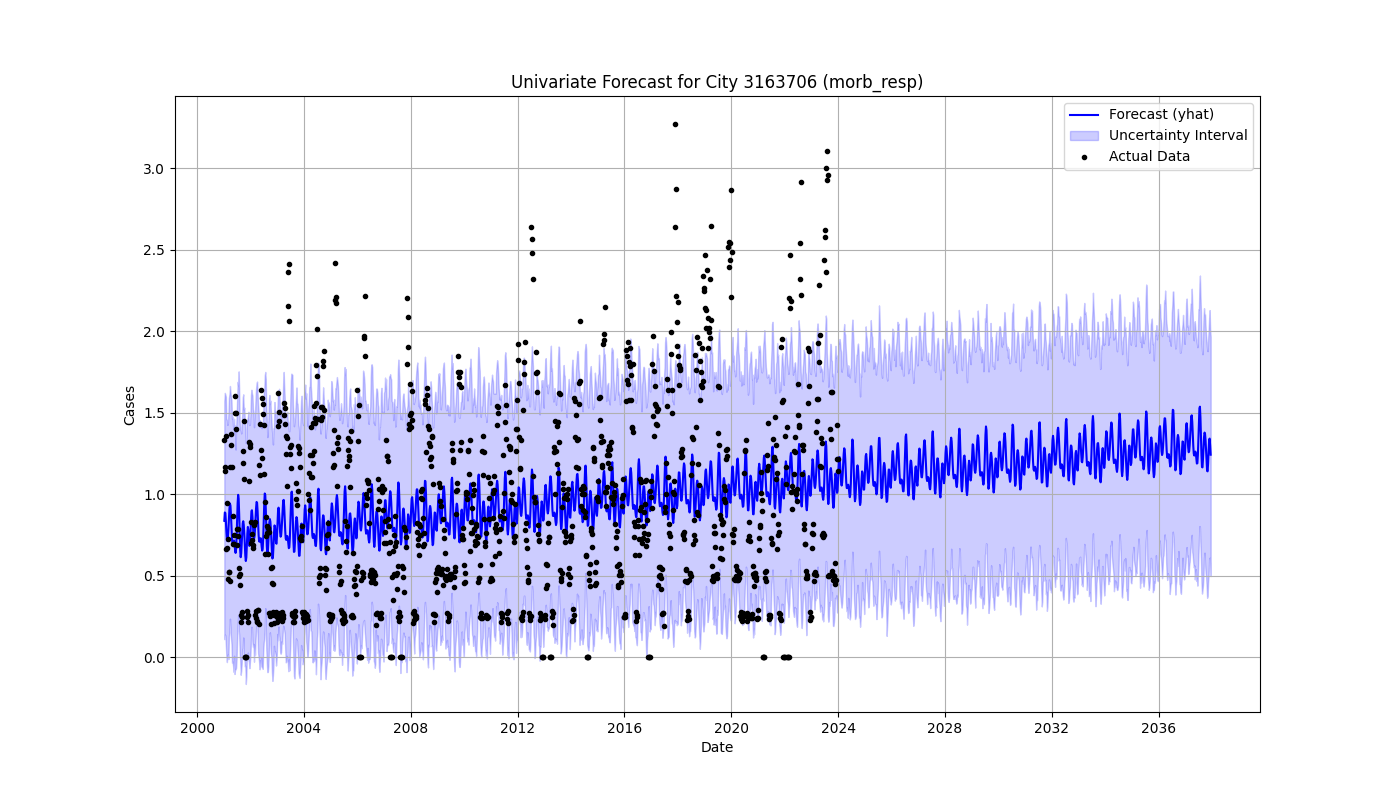 Univariate Forecast for City 3163706 (morb_resp)
Forecast (yhat)
Uncertainty Interval
Actual Data
Cases
3.0
2.5
2.0
1.5
1.0
0.5
0.0
2000 2004 2008 2012 2016 2020 2024 2028 2032 2036
Date